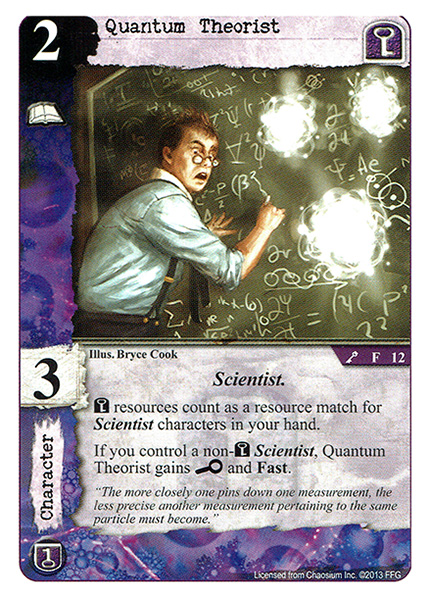 2
Quantum Theorist
Illus. Bryce Cook
F 12
3
Scientist.
resources count as a resource match for
Scientist characters in your hand.
If you control a non- Scientist, Quantum
Theorist gains and Fast.
“The more closely one pins down one measurement, the
less precise another measurement pertaining to the same
particle must become.”
Character
1
Licensed from Chaosium Inc. ©2013 FFG